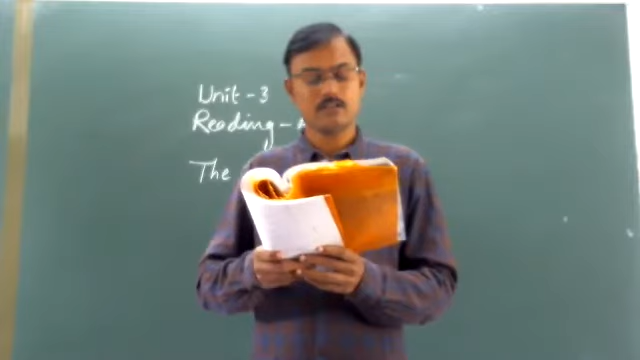 Unit - 3
Reading -
The